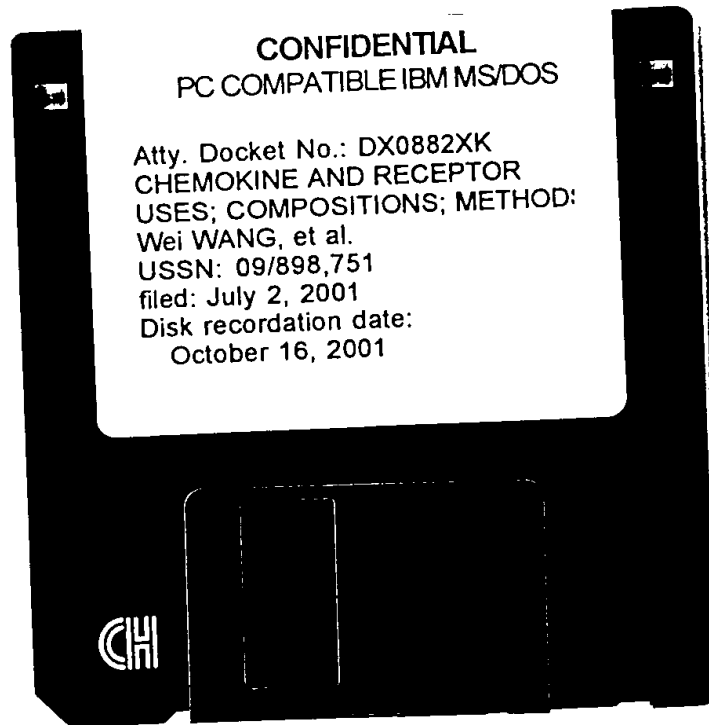 CONFIDENTIAL
PC COMPATIBLE IBM MS/DOS
Atty. Docket No.: DX0882XK
CHEMOKINE AND RECEPTOR
USES; COMPOSITIONS; METHODS
Wei WANG, et al.
USSN: 09/898,751
filed: July 2, 2001
Disk recordation date:
October 16, 2001
CH